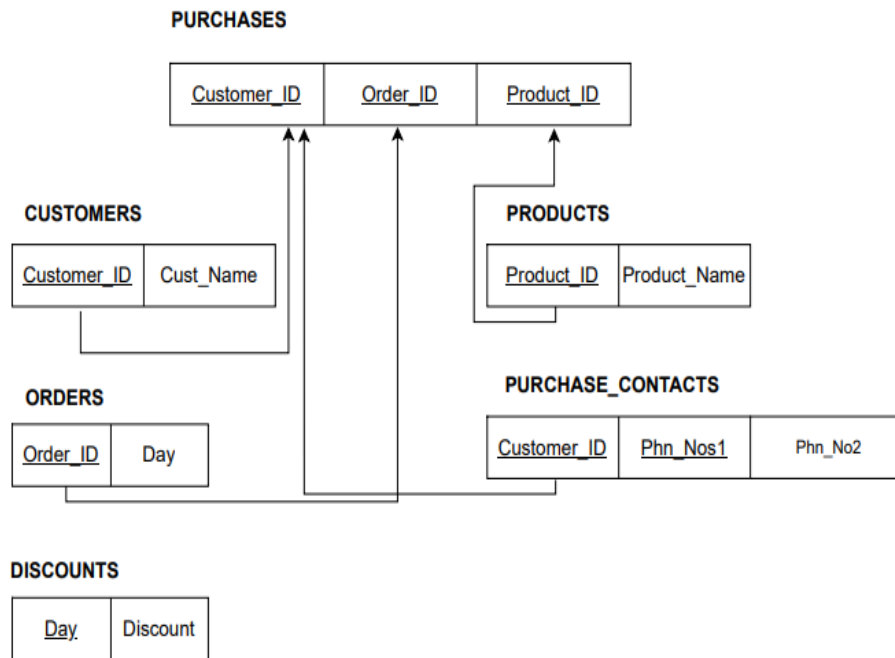 PURCHASES
Customer_ID Order_ID Product_ID
CUSTOMERS
Customer_ID Cust_Name
PRODUCTS
Product_ID Product_Name
ORDERS
Order_ID Day
PURCHASE_CONTACTS
Customer_ID Phn_Nos1 Phn_No2
DISCOUNTS
Day Discount